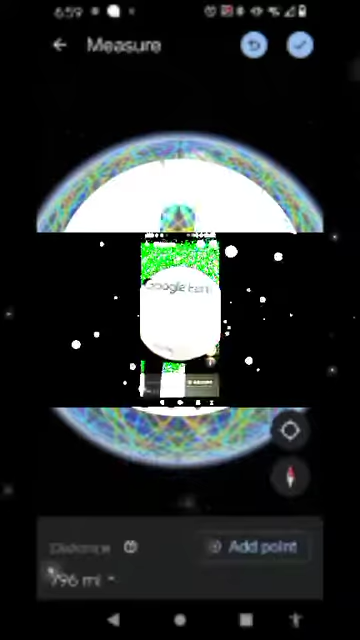 6:59
Measure
Google Earth
Distance
Add point
796 mi